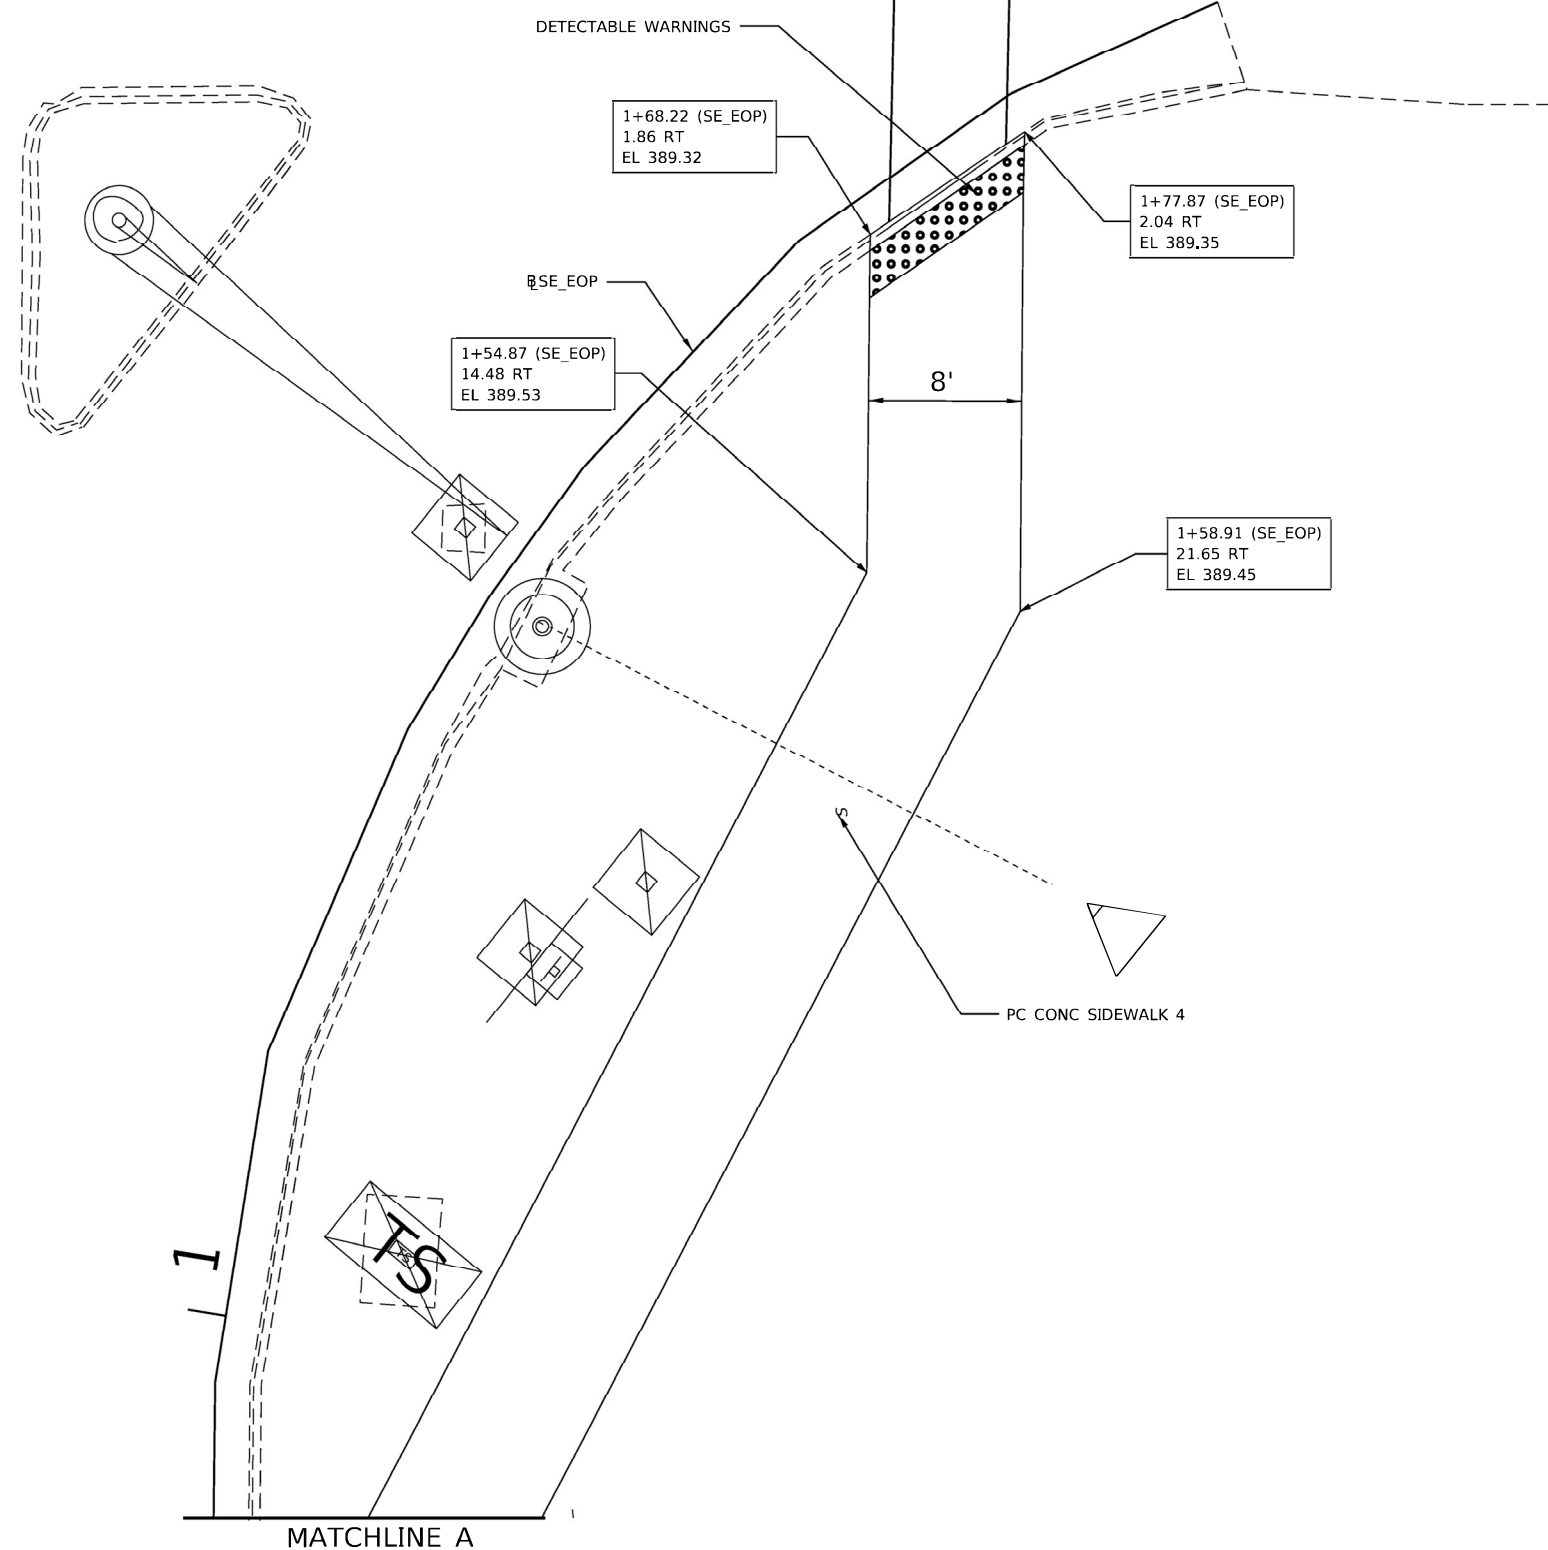 DETECTABLE WARNINGS
1+68.22 (SE_EOP)
1.86 RT
EL 389.32
1+77.87 (SE_EOP)
2.04 RT
EL 389.35
SE_EOP
1+54.87 (SE_EOP)
14.48 RT
EL 389.53
8'
1+58.91 (SE_EOP)
21.65 RT
EL 389.45
S
PC CONC SIDEWALK 4
TS
1
MATCHLINE A